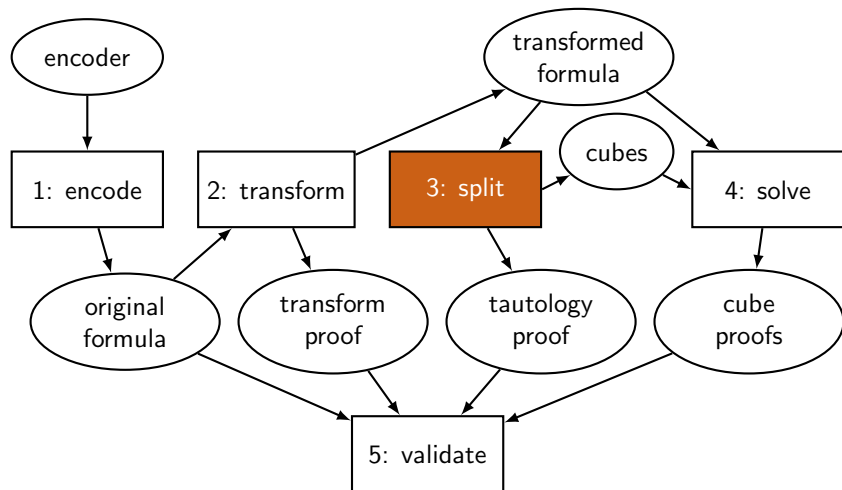 encoder
transformed
formula
cubes
1: encode
2: transform
3: split
4: solve
original
formula
transform
proof
tautology
proof
cube
proofs
5: validate